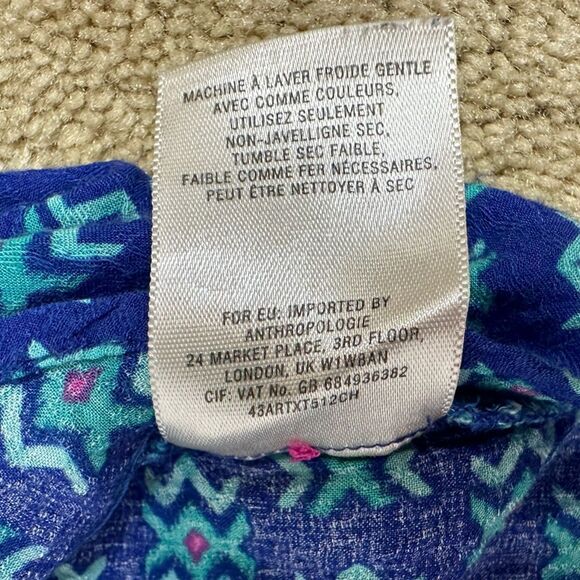 MACHINE À LAVER FROIDE GENTLE
AVEC COMME COULEURS,
UTILISEZ SEULEMENT
NON-JAVELLIGNE SEC,
TUMBLE SEC FAIBLE,
FAIBLE COMME FER NÉCESSAIRES,
PEUT ÊTRE NETTOYER À SEC
FOR EU: IMPORTED BY
ANTHROPOLOGIE
24 MARKET PLACE, 3RD FLOOR,
LONDON, UK W1W8AN
CIF: VAT No. GR 684936382
43ARTXT512CH